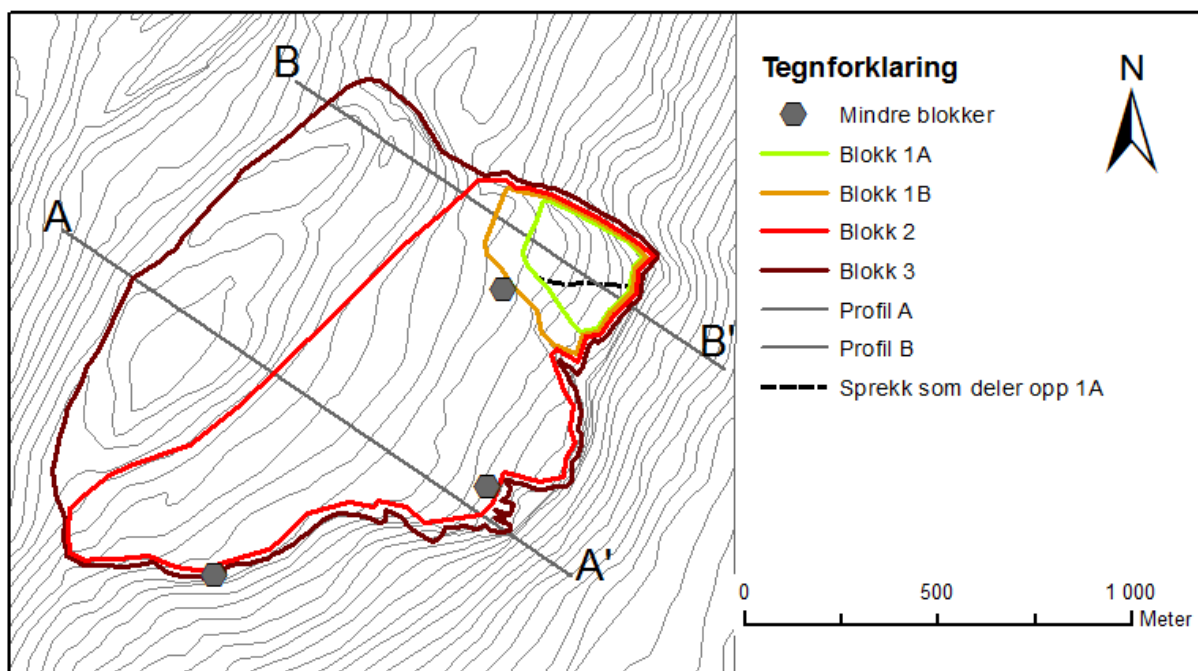 B
A
B'
A'
Tegnforklaring
N
Mindre blokker
Blokk 1A
Blokk 1B
Blokk 2
Blokk 3
Profil A
Profil B
Sprekk som deler opp 1A
0 500 1 000
Meter